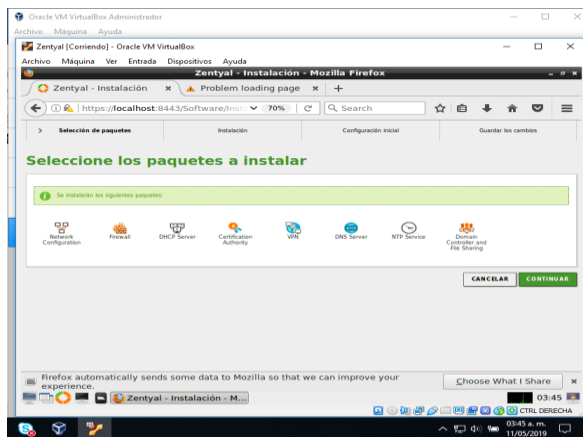 Oracle VM VirtualBox Administrador
Archivo Máquina Ayuda
Zentyal [Corriendo] - Oracle VM VirtualBox
Archivo Máquina Ver Entrada Dispositivos Ayuda
Zentyal - Instalación - Mozilla Firefox
Zentyal - Instalación
Problem loading page
https://localhost:8443/Software/Inst
70%
Search
Selección de paquetes
Instalación
Configuración inicial
Guardar los cambios
Seleccione los paquetes a instalar
Se instalarán los siguientes paquetes:
Network Configuration
Firewall
DHCP Server
Certification Authority
VPN
DNS Server
NTP Service
Domain Controller and File Sharing
CANCELAR
CONTINUAR
Firefox automatically sends some data to Mozilla so that we can improve your
experience.
Choose What I Share
Zentyal - Instalación - M...
03:45
CTRL DERECHA
03:45 a. m.
11/05/2019